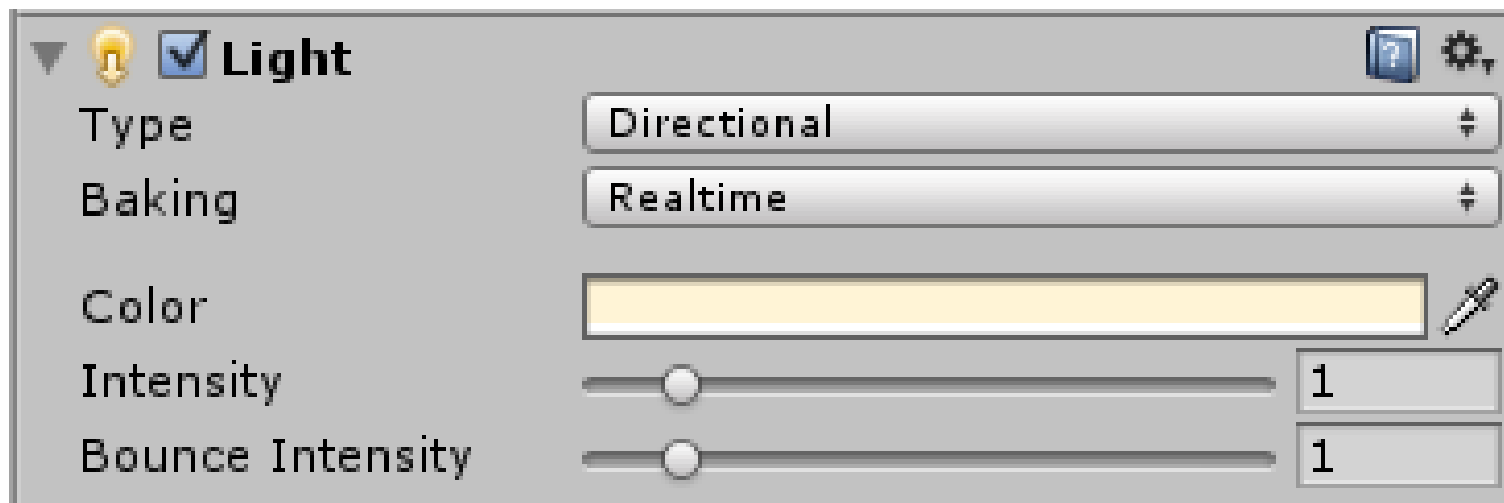 Light
Type Directional
Baking Realtime
Color
Intensity 1
Bounce Intensity 1